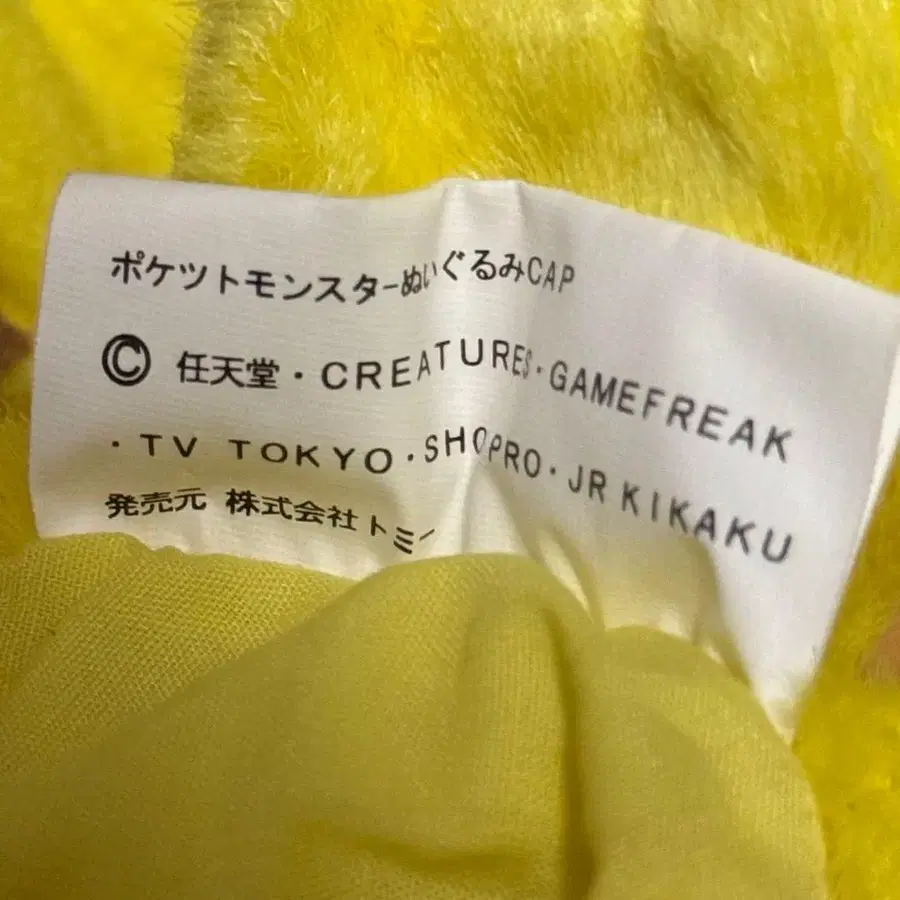 ポケットモンスターぬいぐるみCAP
© 任天堂・CREATURES・GAMEFREAK
・TV TOKYO・SHOPRO・JR KIKAKU
発売元 株式会社トミー